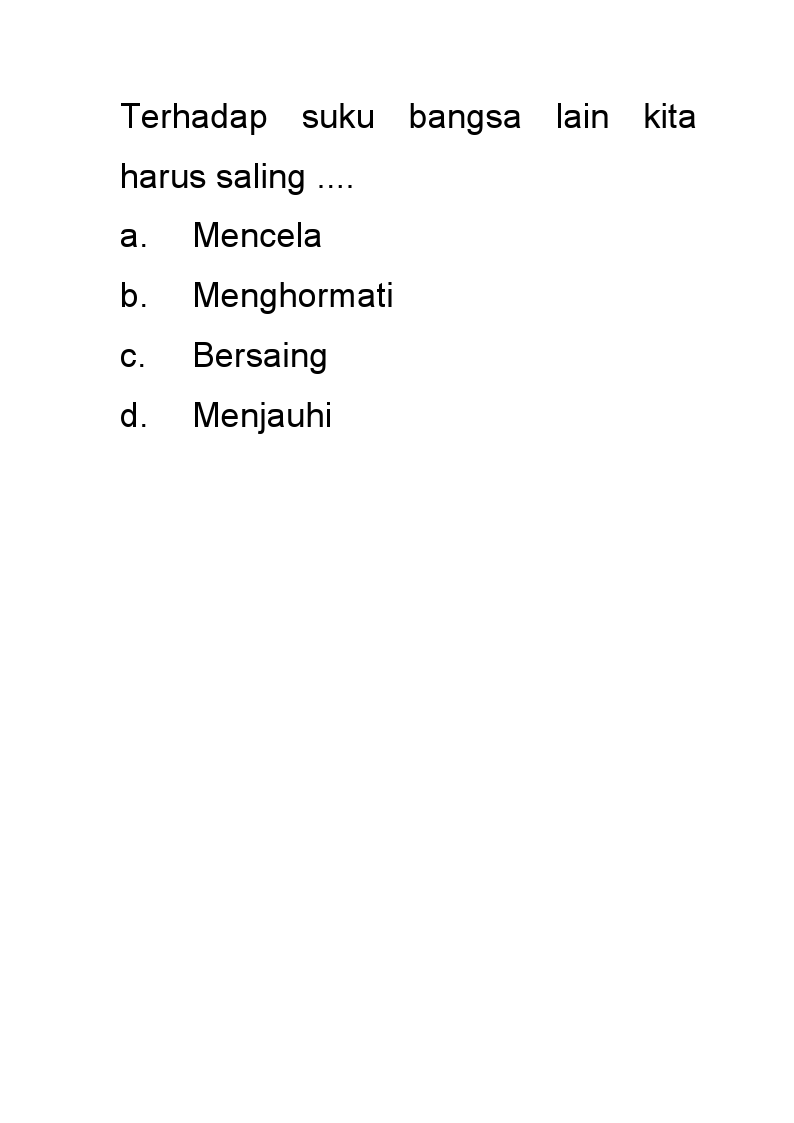 Terhadap suku bangsa lain kita
harus saling ....
a. Mencela
b. Menghormati
c. Bersaing
d. Menjauhi